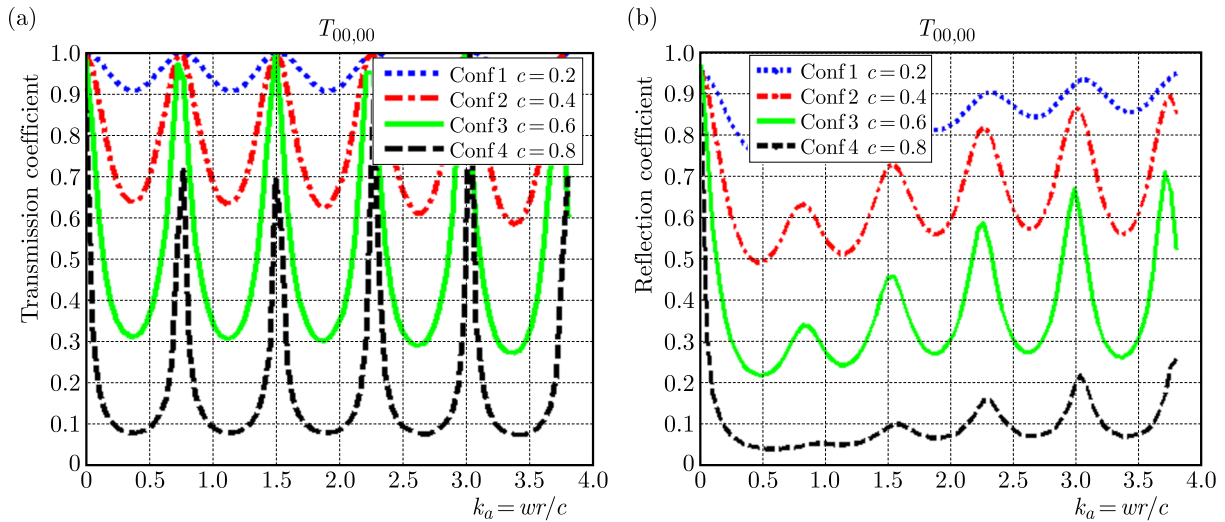 (a)
T00,00
Transmission coefficient
1.0
0.9
0.8
0.7
0.6
0.5
0.4
0.3
0.2
0.1
0
Conf 1 c = 0.2
Conf 2 c = 0.4
Conf 3 c = 0.6
Conf 4 c = 0.8
0 0.5 1.0 1.5 2.0 2.5 3.0 3.5 4.0
ka = wr/c
(b)
T00,00
Reflection coefficient
1.0
0.9
0.8
0.7
0.6
0.5
0.4
0.3
0.2
0.1
0
Conf 1 c = 0.2
Conf 2 c = 0.4
Conf 3 c = 0.6
Conf 4 c = 0.8
0 0.5 1.0 1.5 2.0 2.5 3.0 3.5 4.0
ka = wr/c